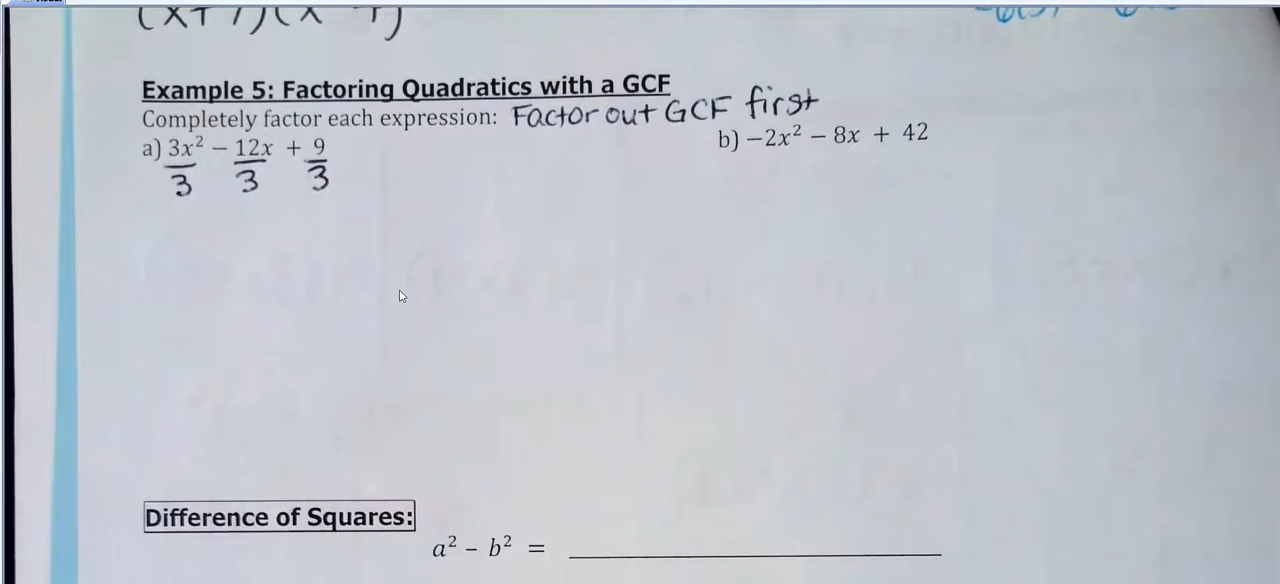 Example 5: Factoring Quadratics with a GCF
Completely factor each expression: Factor out GCF first
a) 3x² − 12x + 9
3 3 3
b) −2x² − 8x + 42
Difference of Squares:
a² − b² = ____________________